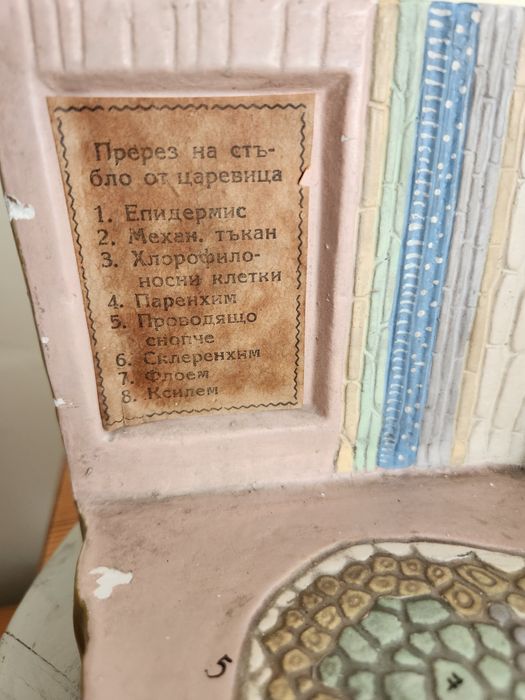 Пререз на стъ-
бло от царевица
1. Епидермис
2. Механ. тъкан
3. Хлорофило-
носни клетки
4. Паренхим
5. Проводящо
снопче
6. Склеренхим
7. Флоем
8. Ксилем
5